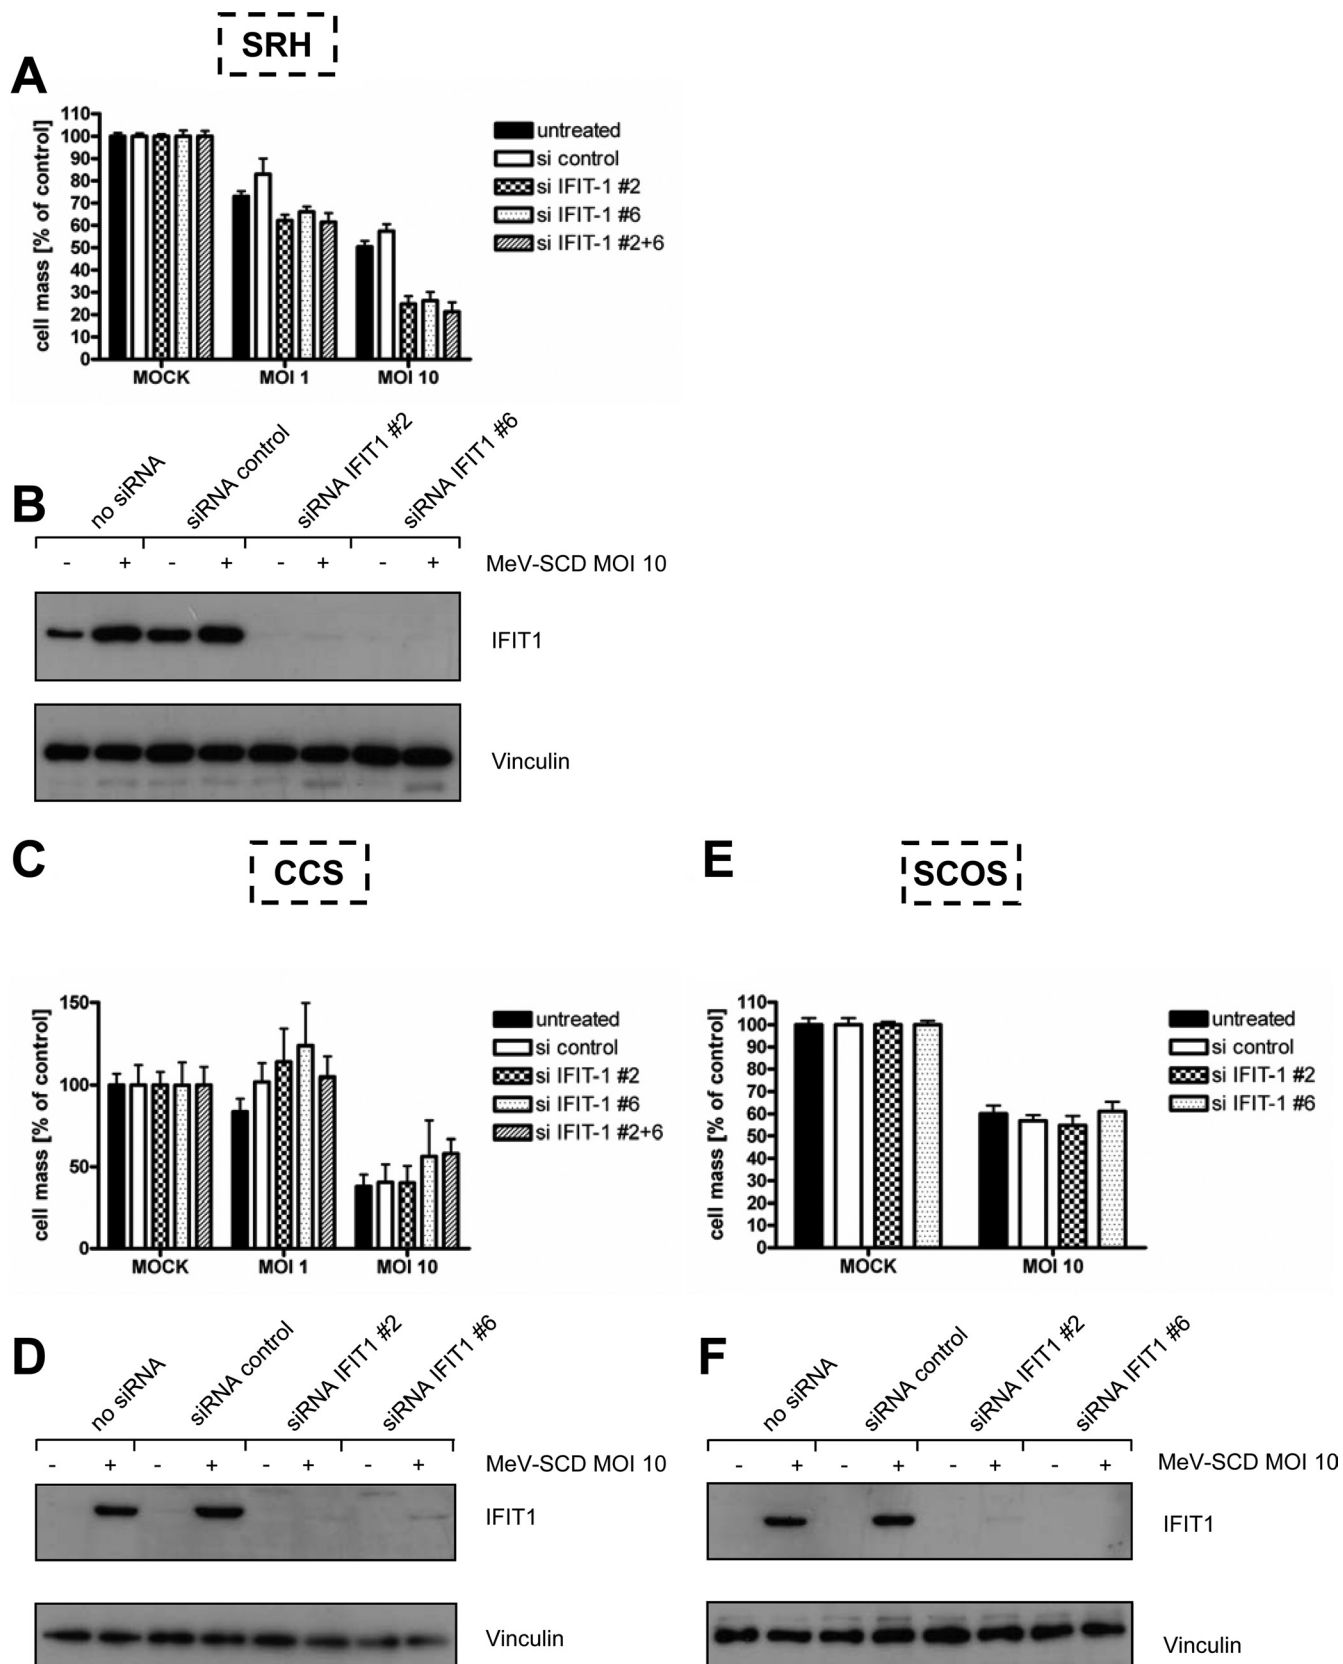 SRH
A
cell mass [% of control]
110
100
90
80
70
60
50
40
30
20
10
0
MOCK
MOI 1
MOI 10
untreated
si control
si IFIT-1 #2
si IFIT-1 #6
si IFIT-1 #2+6
B
no siRNA
siRNA control
siRNA IFIT1 #2
siRNA IFIT1 #6
- + - + - + - +
MeV-SCD MOI 10
IFIT1
Vinculin
C
CCS
cell mass [% of control]
150
100
50
0
MOCK
MOI 1
MOI 10
untreated
si control
si IFIT-1 #2
si IFIT-1 #6
si IFIT-1 #2+6
E
SCOS
cell mass [% of control]
110
100
90
80
70
60
50
40
30
20
10
0
MOCK
MOI 10
untreated
si control
si IFIT-1 #2
si IFIT-1 #6
D
no siRNA
siRNA control
siRNA IFIT1 #2
siRNA IFIT1 #6
- + - + - + - +
MeV-SCD MOI 10
IFIT1
Vinculin
F
no siRNA
siRNA control
siRNA IFIT1 #2
siRNA IFIT1 #6
- + - + - + - +
MeV-SCD MOI 10
IFIT1
Vinculin